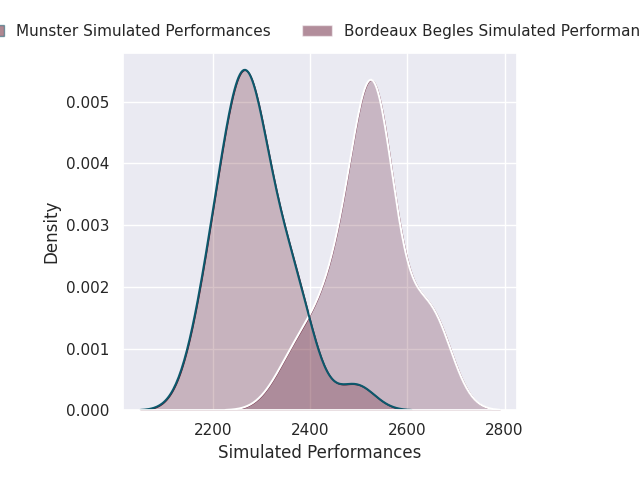 Munster Simulated Performances Bordeaux Begles Simulated Performan
0.005
0.004
0.003
0.002
0.001
0.000
Density
2200 2400 2600 2800
Simulated Performances